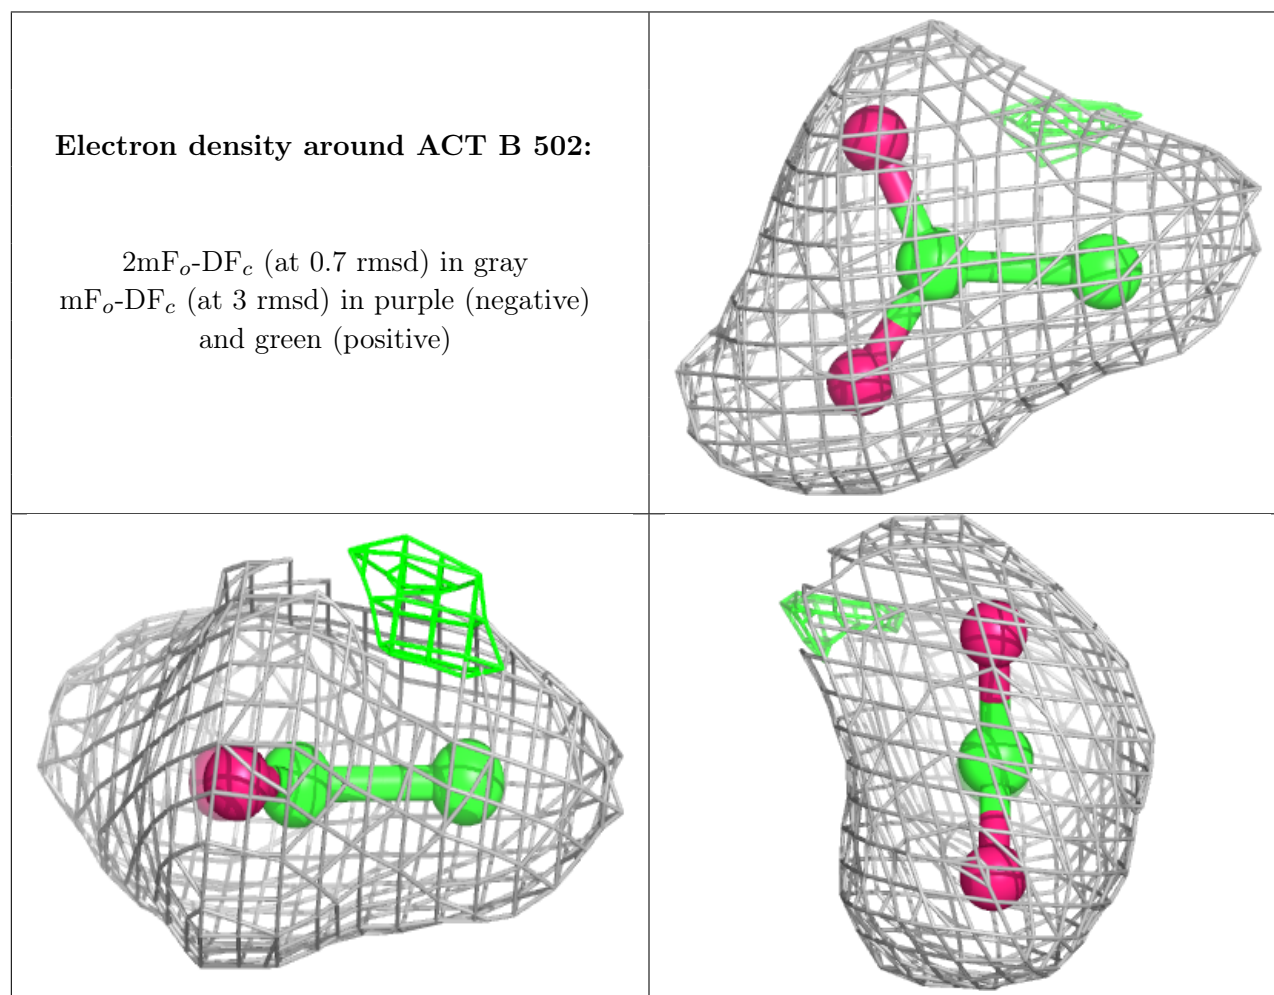 Electron density around ACT B 502:
2mFo-DFc (at 0.7 rmsd) in gray
mFo-DFc (at 3 rmsd) in purple (negative)
and green (positive)